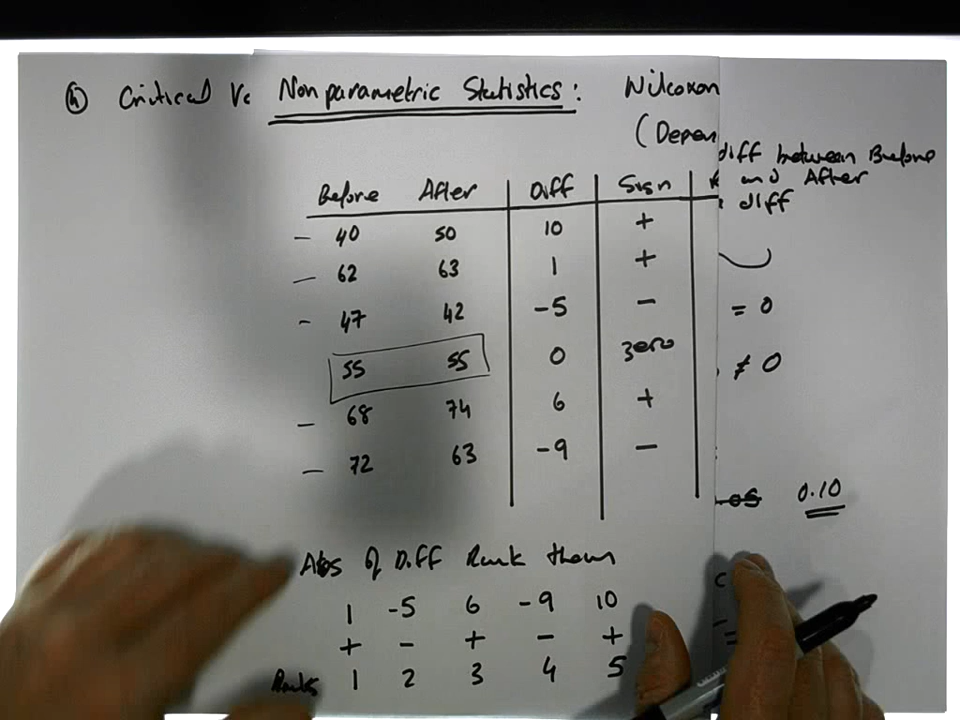 ④ Critical Vc Nonparametric Statistics: Wilcoxon
(Depen
diff between Before
and After
diff
Before After Diff Sign
– 40 50 10 +
– 62 63 1 +
– 47 42 -5 – = 0
55 55 0 zero ≠ 0
– 68 74 6 +
– 72 63 -9 –
0.10
Abs of Diff Rank them
1 -5 6 -9 10
+ – + – +
Ranks 1 2 3 4 5